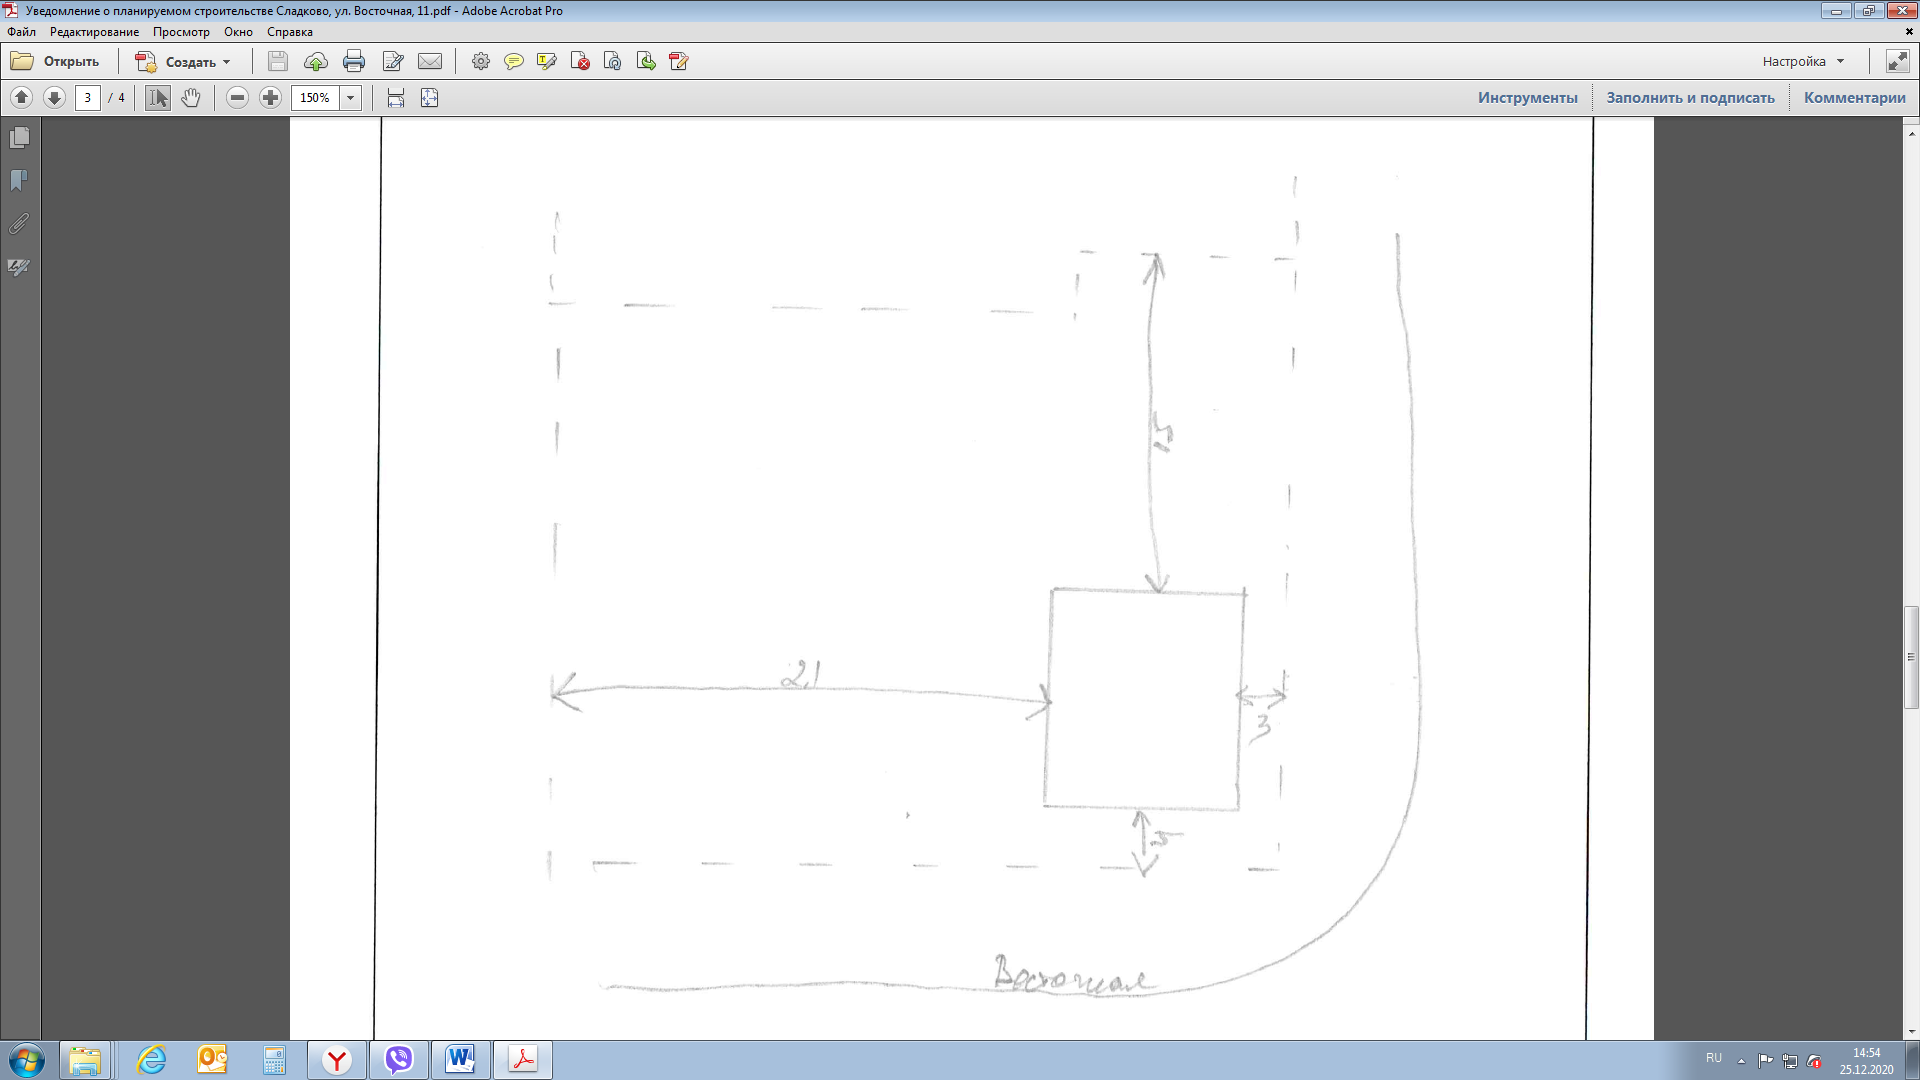 Уведомление о планируемом строительстве Сладково, ул. Восточная, 11.pdf - Adobe Acrobat Pro
Файл Редактирование Просмотр Окно Справка
Открыть Создать Настройка
3 / 4 150% Инструменты Заполнить и подписать Комментарии
15
21
3
5
Восточная
RU 14:54
25.12.2020